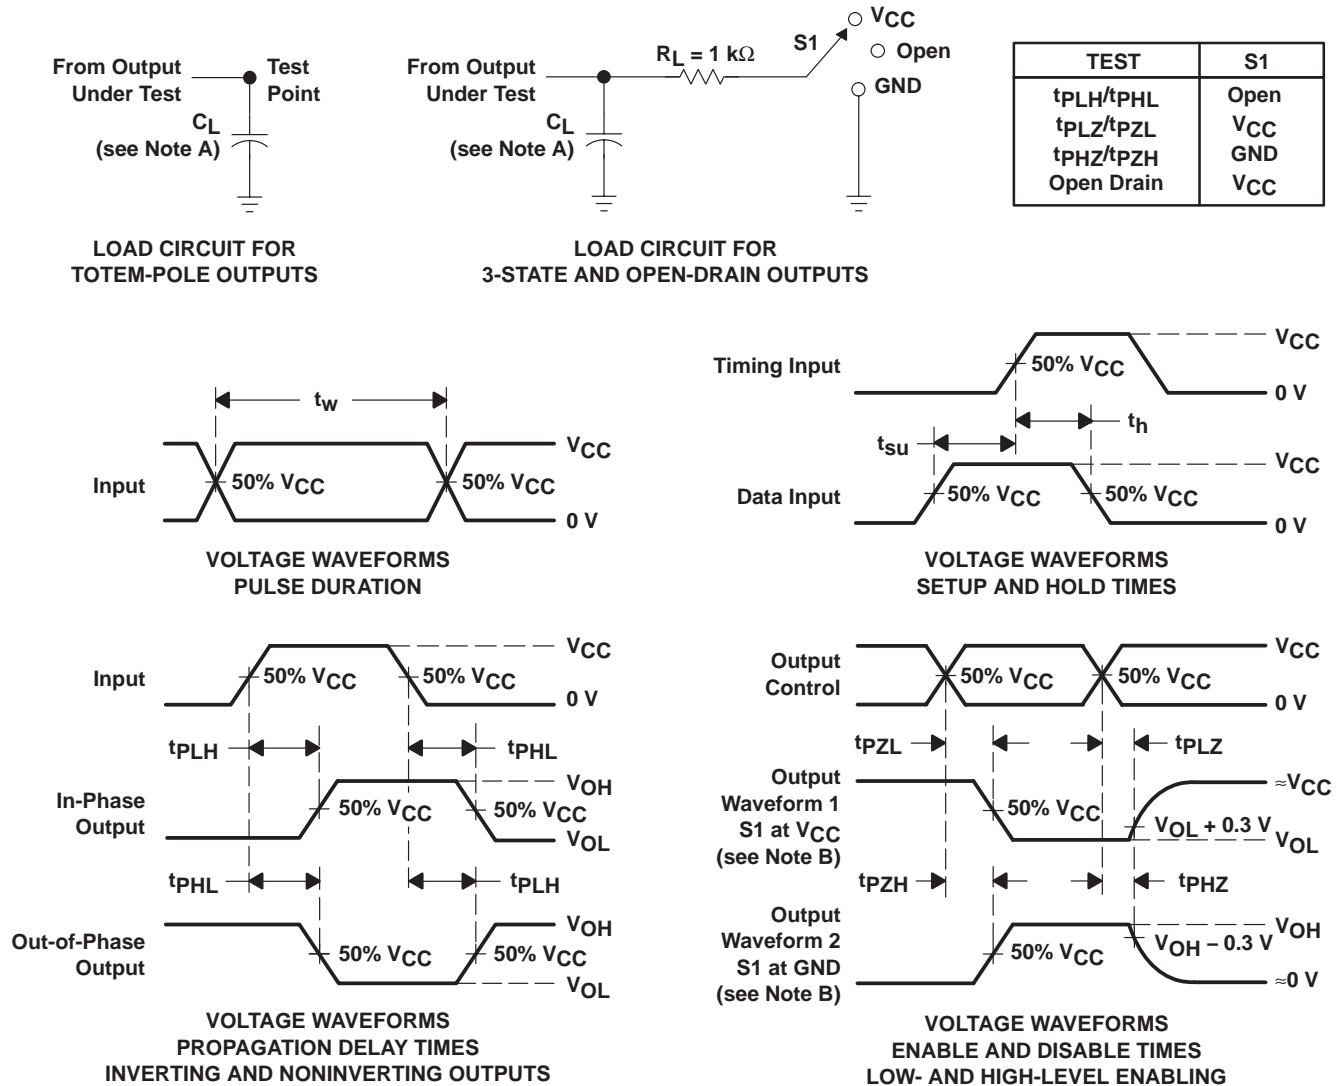 From Output
Under Test
Test
Point
CL
(see Note A)
LOAD CIRCUIT FOR
TOTEM-POLE OUTPUTS
From Output
Under Test
CL
(see Note A)
RL = 1 kΩ
S1
VCC
Open
GND
LOAD CIRCUIT FOR
3-STATE AND OPEN-DRAIN OUTPUTS
TEST S1
tPLH/tPHL Open
tPLZ/tPZL VCC
tPHZ/tPZH GND
Open Drain VCC
tw
Input
50% VCC
50% VCC
VCC
0 V
VOLTAGE WAVEFORMS
PULSE DURATION
Timing Input
50% VCC
VCC
0 V
tsu
th
Data Input
50% VCC
50% VCC
VCC
0 V
VOLTAGE WAVEFORMS
SETUP AND HOLD TIMES
Input
50% VCC
50% VCC
VCC
0 V
tPLH
tPHL
In-Phase
Output
50% VCC
50% VCC
VOH
VOL
tPHL
tPLH
Out-of-Phase
Output
50% VCC
50% VCC
VOH
VOL
VOLTAGE WAVEFORMS
PROPAGATION DELAY TIMES
INVERTING AND NONINVERTING OUTPUTS
Output
Control
50% VCC
50% VCC
VCC
0 V
tPZL
tPLZ
Output
Waveform 1
S1 at VCC
(see Note B)
50% VCC
≈VCC
VOL + 0.3 V
VOL
tPZH
tPHZ
Output
Waveform 2
S1 at GND
(see Note B)
50% VCC
VOH
VOH − 0.3 V
≈0 V
VOLTAGE WAVEFORMS
ENABLE AND DISABLE TIMES
LOW- AND HIGH-LEVEL ENABLING